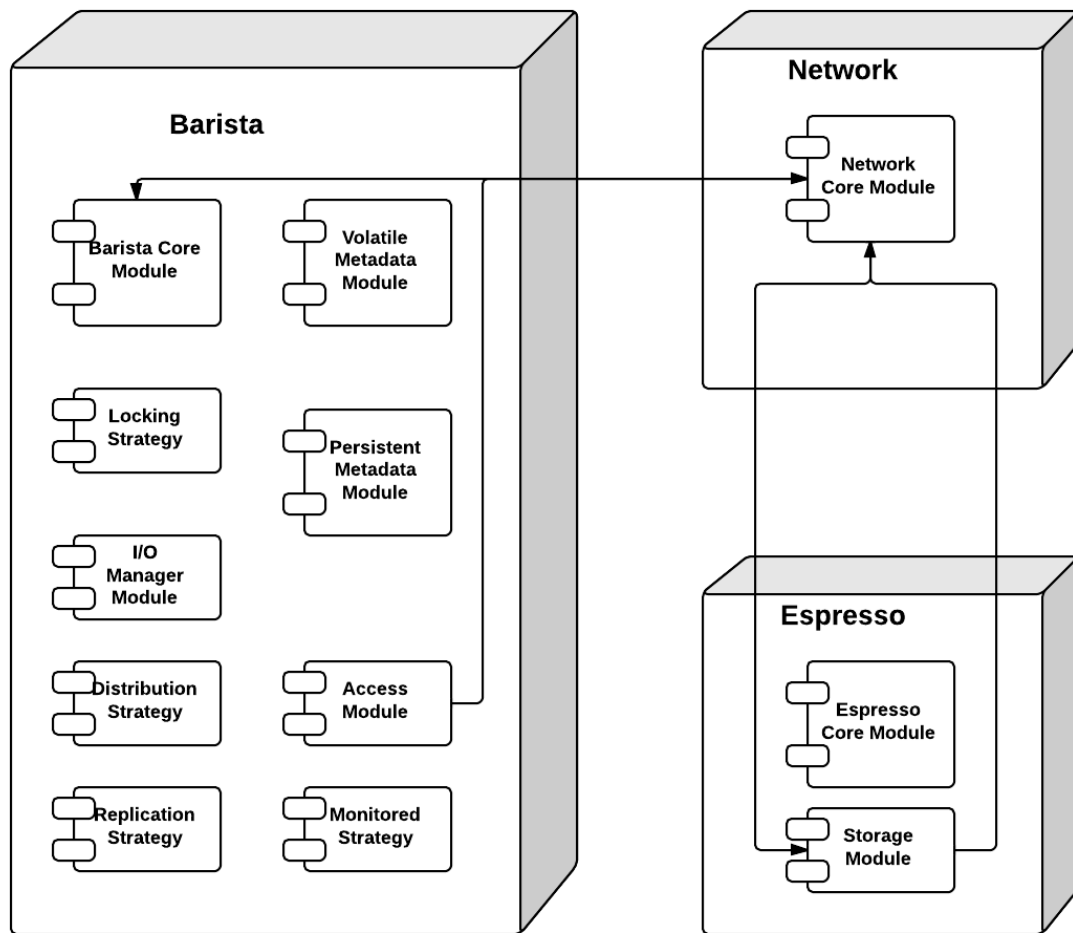 Barista
Barista Core
Module
Volatile
Metadata
Module
Locking
Strategy
Persistent
Metadata
Module
I/O
Manager
Module
Distribution
Strategy
Access
Module
Replication
Strategy
Monitored
Strategy
Network
Network
Core Module
Espresso
Espresso
Core Module
Storage
Module